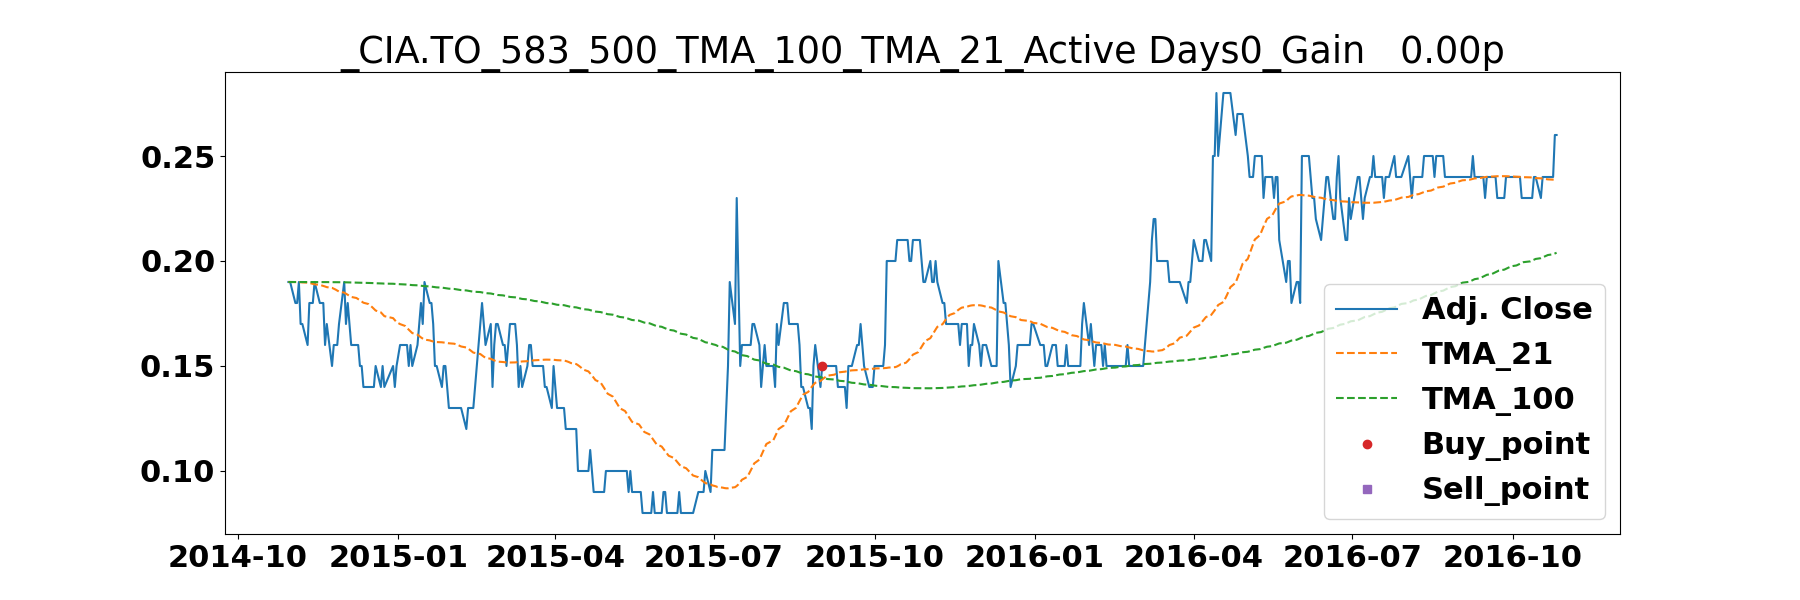 _CIA.TO_583_500_TMA_100_TMA_21_Active Days0_Gain   0.00p
0.25
0.20
0.15
0.10
Adj. Close
TMA_21
TMA_100
Buy_point
Sell_point
2014-10 2015-01 2015-04 2015-07 2015-10 2016-01 2016-04 2016-07 2016-10